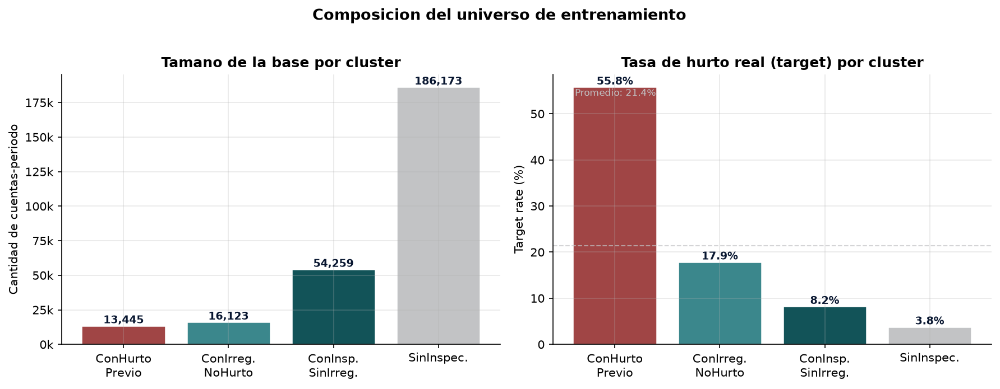 Composicion del universo de entrenamiento
Tamano de la base por cluster
Cantidad de cuentas-periodo
175k
150k
125k
100k
75k
50k
25k
0k
13,445
16,123
54,259
186,173
ConHurto
Previo
ConIrreg.
NoHurto
ConInsp.
SinIrreg.
SinInspec.
Tasa de hurto real (target) por cluster
Target rate (%)
50
40
30
20
10
0
55.8%
Promedio: 21.4%
17.9%
8.2%
3.8%
ConHurto
Previo
ConIrreg.
NoHurto
ConInsp.
SinIrreg.
SinInspec.